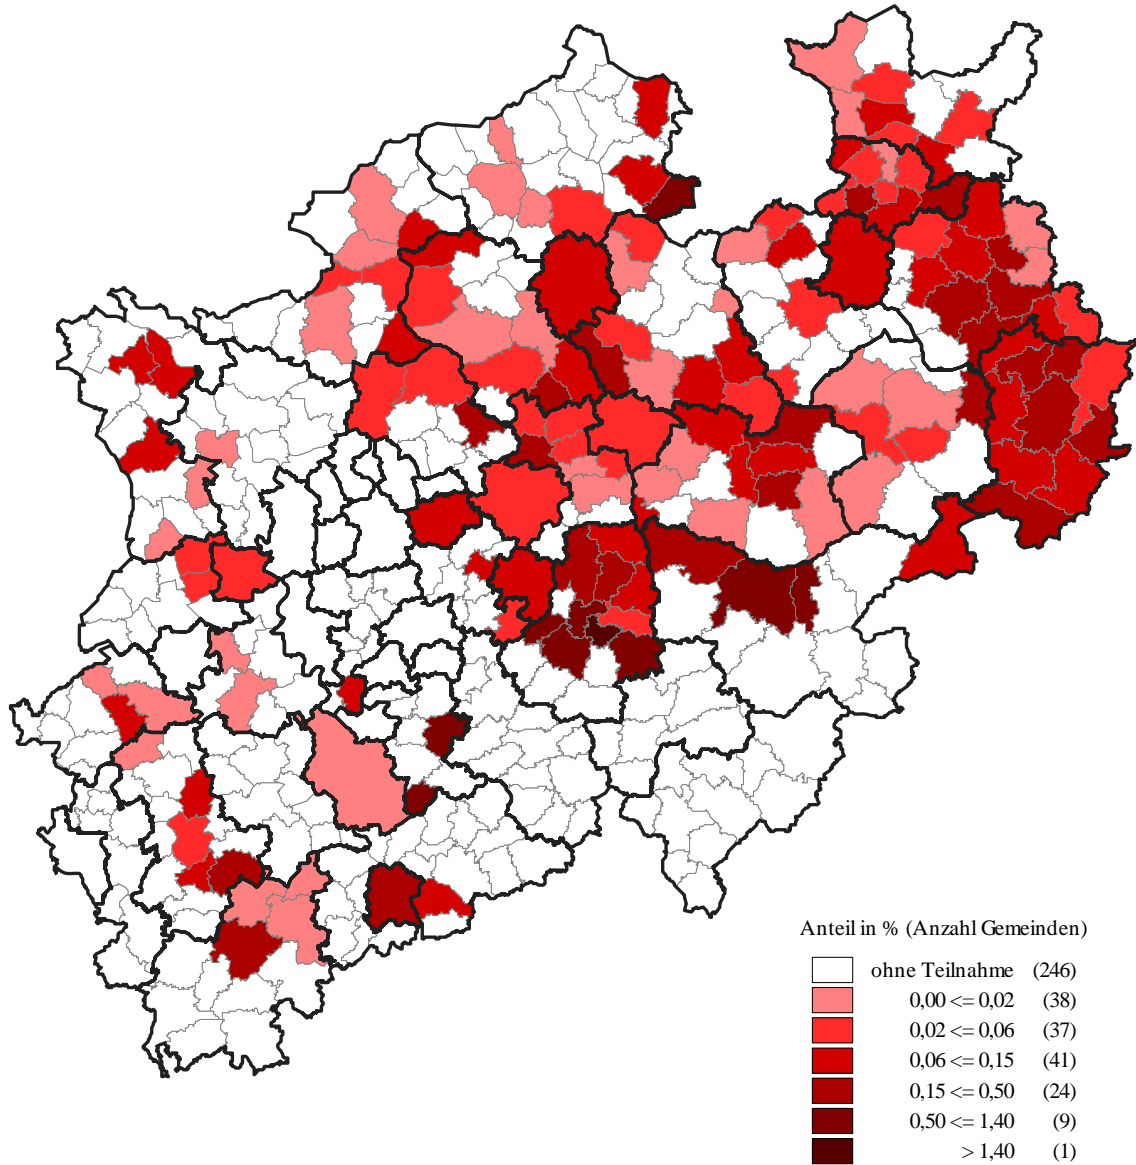 Anteil in % (Anzahl Gemeinden)
ohne Teilnahme (246)
0,00 <= 0,02 (38)
0,02 <= 0,06 (37)
0,06 <= 0,15 (41)
0,15 <= 0,50 (24)
0,50 <= 1,40 (9)
> 1,40 (1)